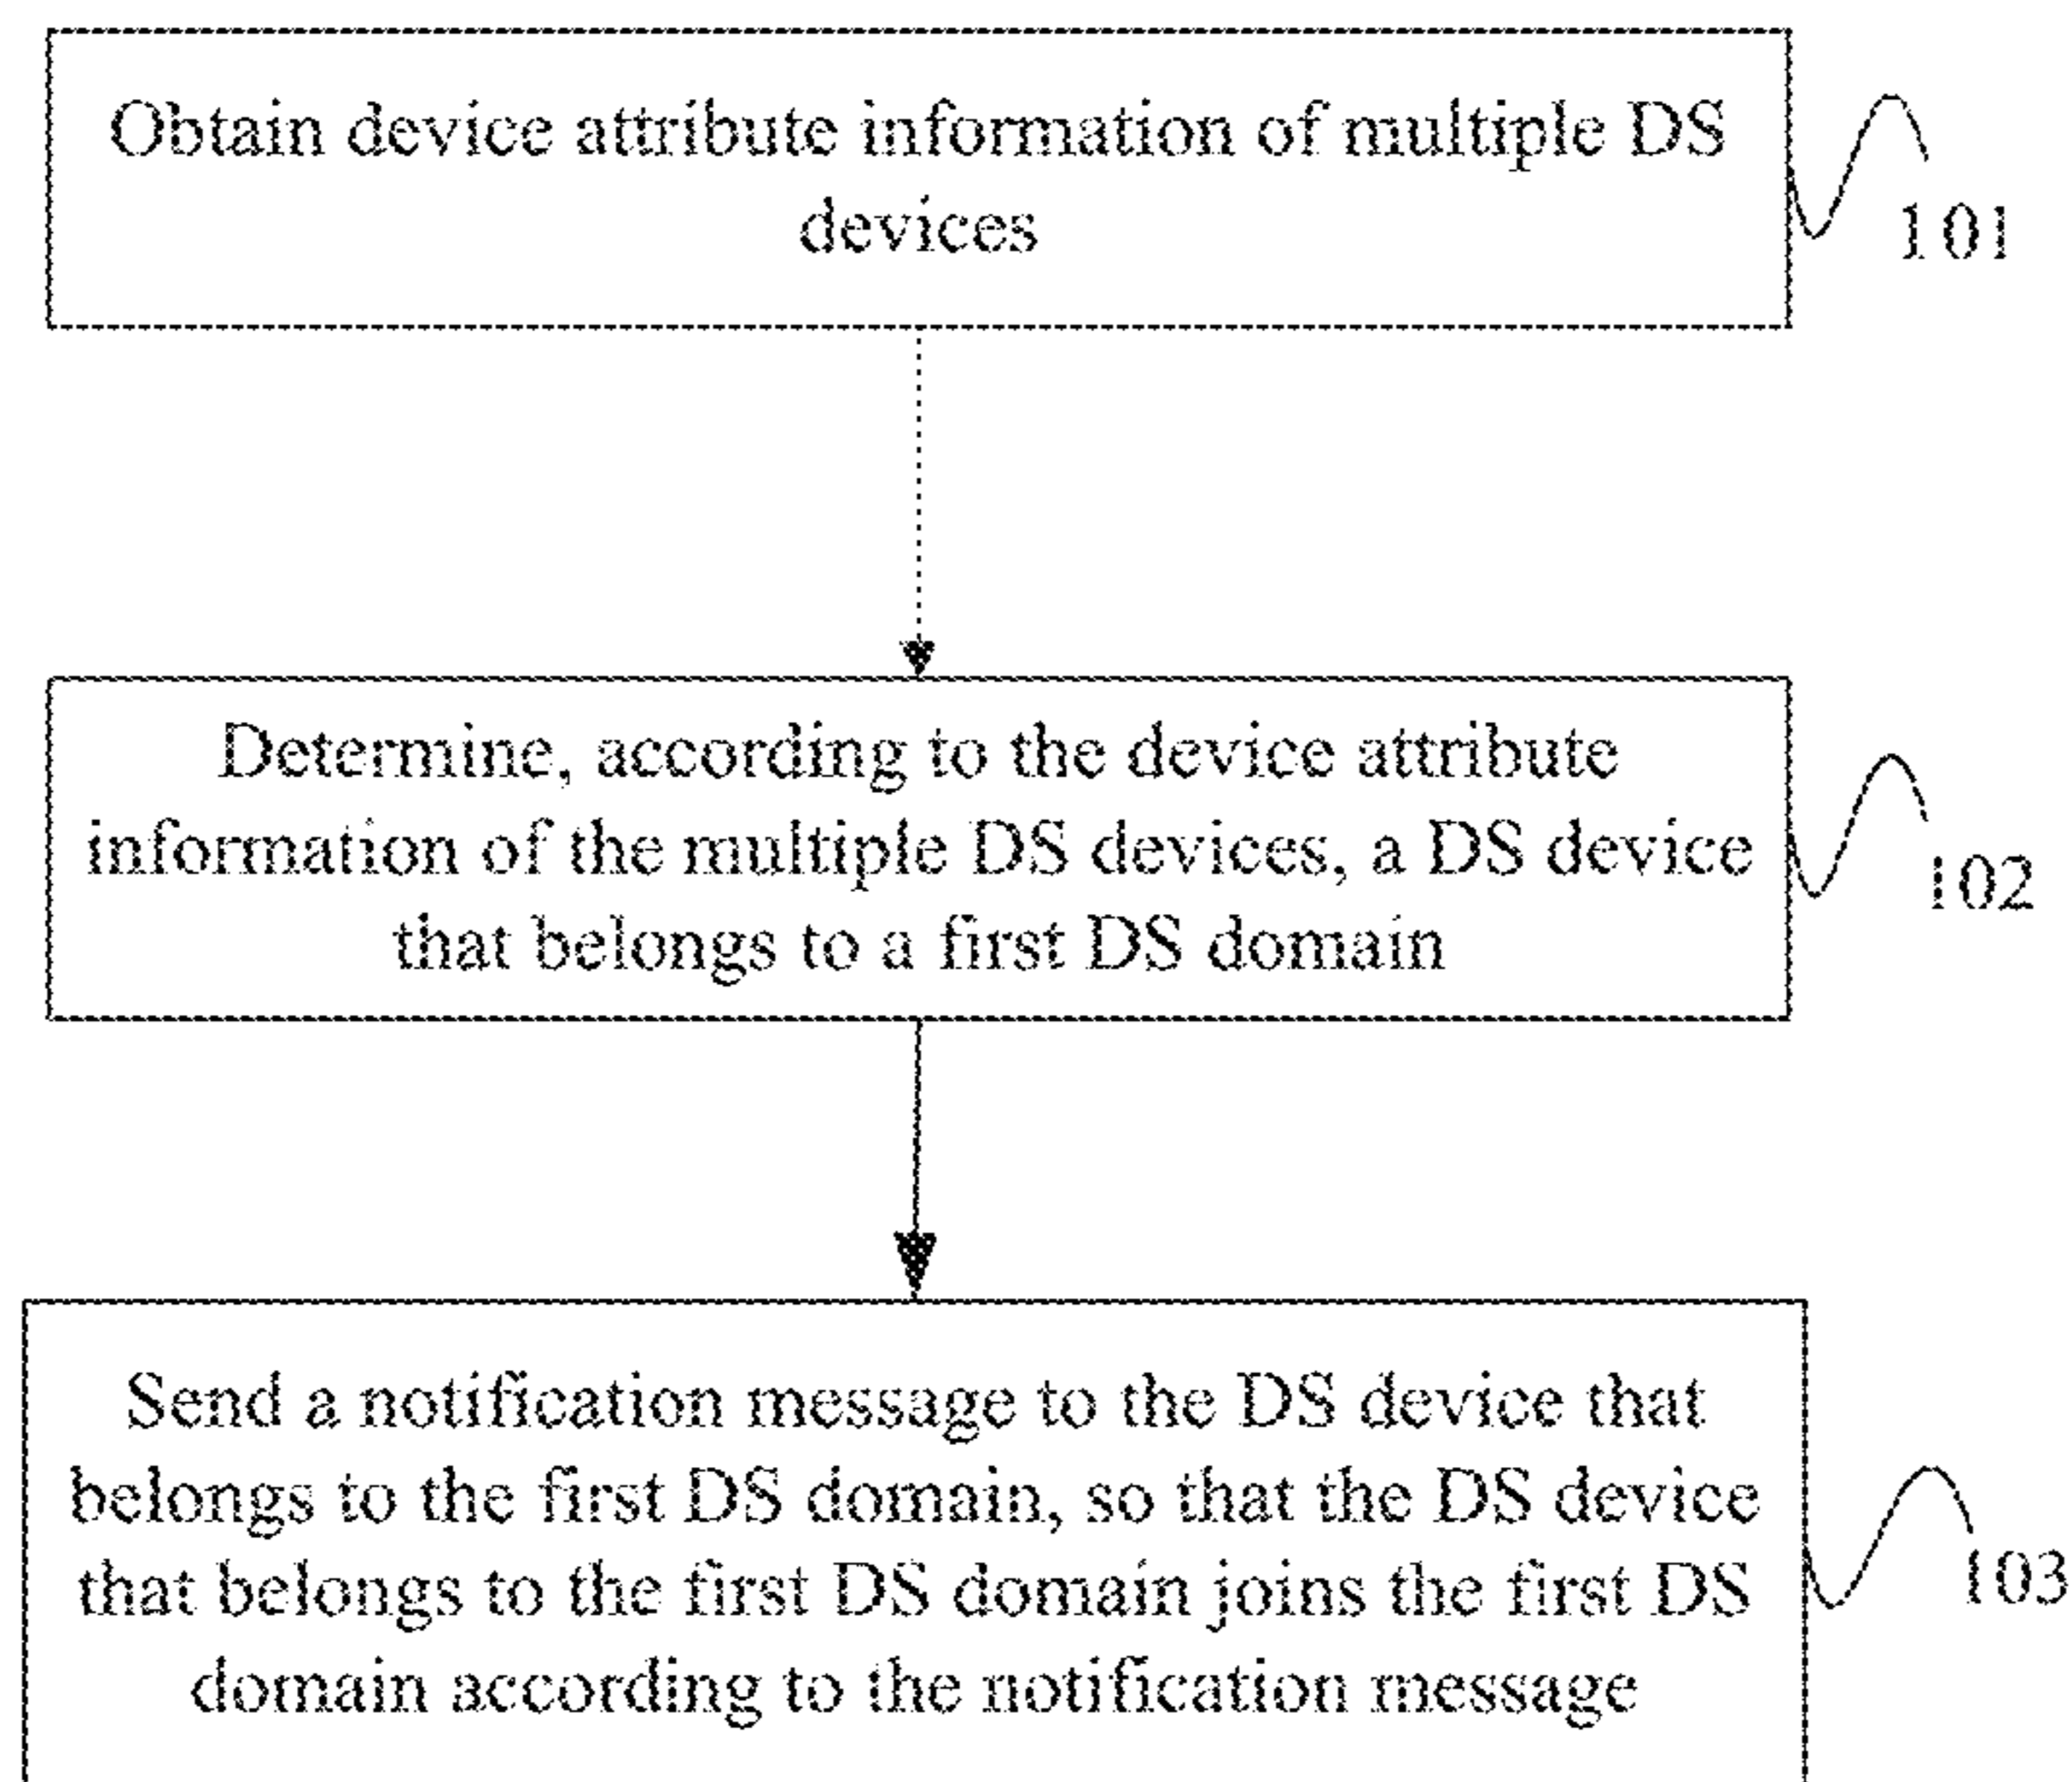 Obtain device attribute information of multiple DS
devices
101
Determine, according to the device attribute
information of the multiple DS devices, a DS device
that belongs to a first DS domain
102
Send a notification message to the DS device that
belongs to the first DS domain, so that the DS device
that belongs to the first DS domain joins the first DS
domain according to the notification message
103